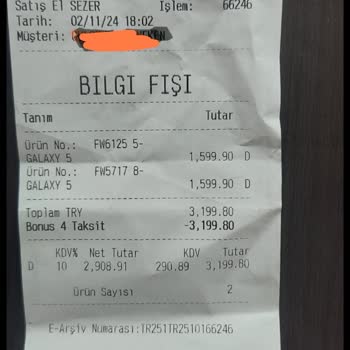 Satış El SEZER İşlem: 66246
Tarih: 02/11/24 18:02
Müşteri:
BILGI FIŞI
Tanım Tutar
Ürün No.: FW6125 5-
GALAXY 5 1,599.90 D
Ürün No.: FW5717 8-
GALAXY 5 1,599.90 D
Toplam TRY 3,199.80
Bonus 4 Taksit -3,199.80
KDV% Net Tutar KDV Tutar
D 10 2,908.91 290.89 3,199.80
Ürün Sayısı 2
E-Arşiv Numarası:TR251TR2510166246